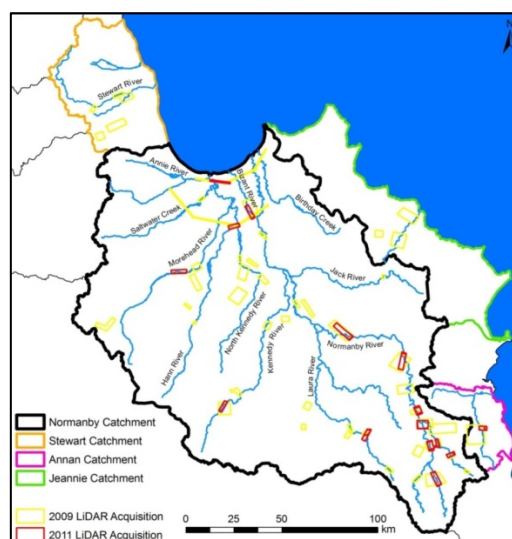 N
Stewart River
Annie River
Bizant River
Saltwater Creek
Birthday Creek
Morehead River
Jack River
Hann River
North Kennedy River
Kennedy River
Normanby River
Laura River
Normanby Catchment
Stewart Catchment
Annan Catchment
Jeannie Catchment
2009 LiDAR Acquisition
2011 LiDAR Acquisition
0 25 50 100
km